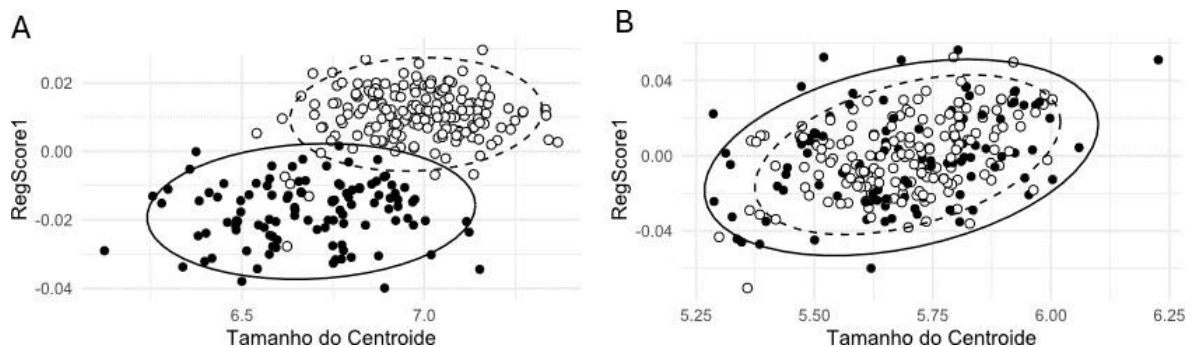 A
RegScore1
0.02
0.00
-0.02
-0.04
6.5
7.0
Tamanho do Centroide
B
RegScore1
0.04
0.00
-0.04
5.25
5.50
5.75
6.00
6.25
Tamanho do Centroide